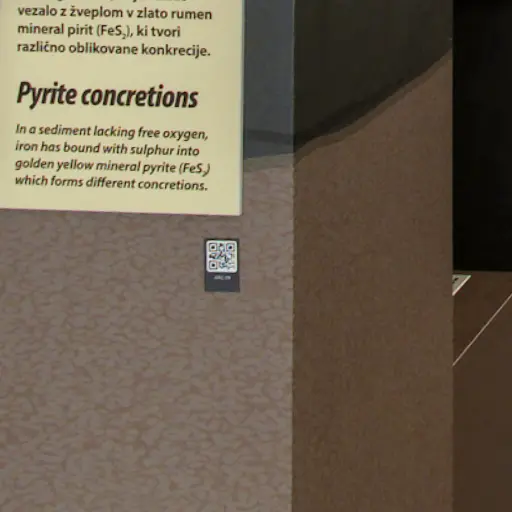 vezalo z žveplom v zlato rumen
mineral pirit (FeS₂), ki tvori
različno oblikovane konkrecije.
Pyrite concretions
In a sediment lacking free oxygen,
iron has bound with sulphur into
golden yellow mineral pyrite (FeS₂)
which forms different concretions.